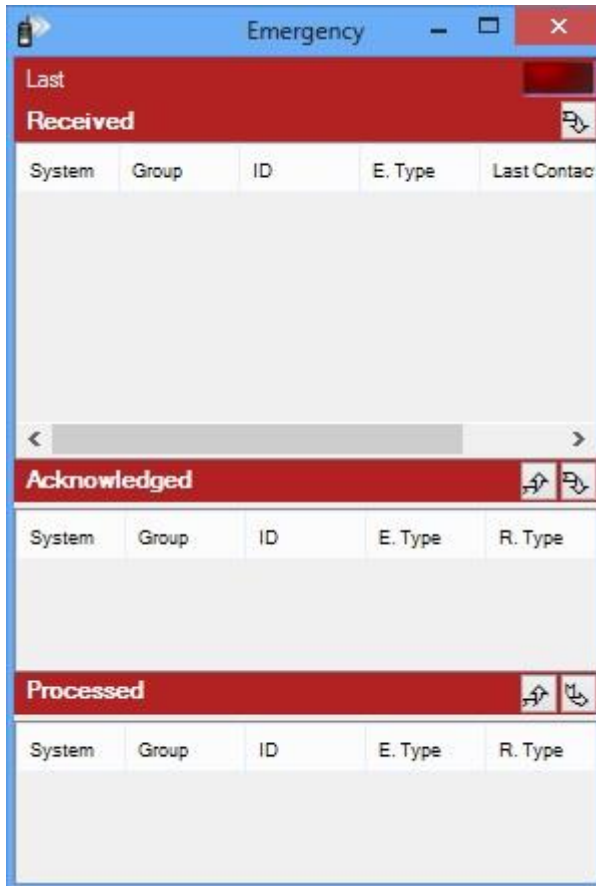 Emergency
Last
Received
System Group ID E. Type Last Contac
Acknowledged
System Group ID E. Type R. Type
Processed
System Group ID E. Type R. Type